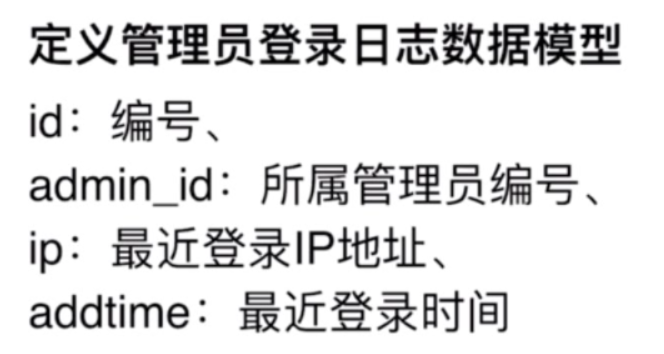 定义管理员登录日志数据模型
id：编号、
admin_id：所属管理员编号、
ip：最近登录IP地址、
addtime：最近登录时间